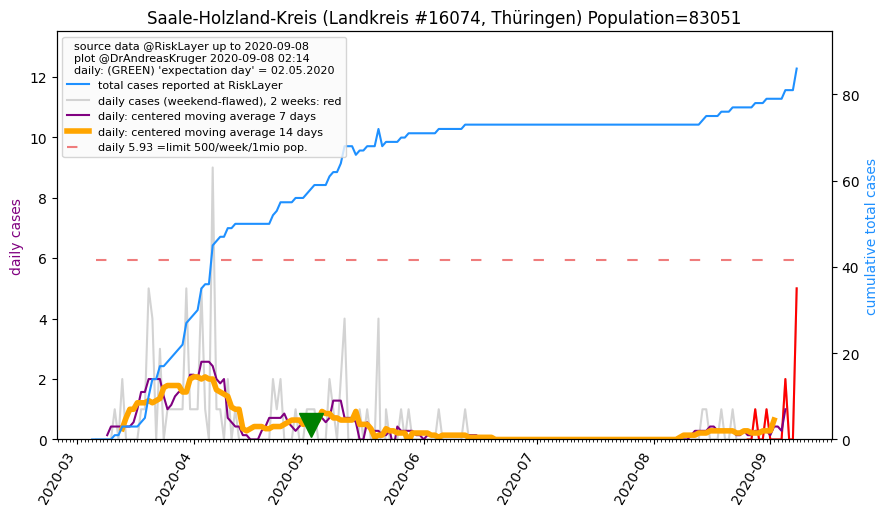 Saale-Holzland-Kreis (Landkreis #16074, Thüringen) Population=83051
source data @RiskLayer up to 2020-09-08
plot @DrAndreasKruger 2020-09-08 02:14
daily: (GREEN) 'expectation day' = 02.05.2020
total cases reported at RiskLayer
daily cases (weekend-flawed), 2 weeks: red
daily: centered moving average 7 days
daily: centered moving average 14 days
daily 5.93 =limit 500/week/1mio pop.
daily cases
12
10
8
6
4
2
0
cumulative total cases
80
60
40
20
0
2020-03
2020-04
2020-05
2020-06
2020-07
2020-08
2020-09